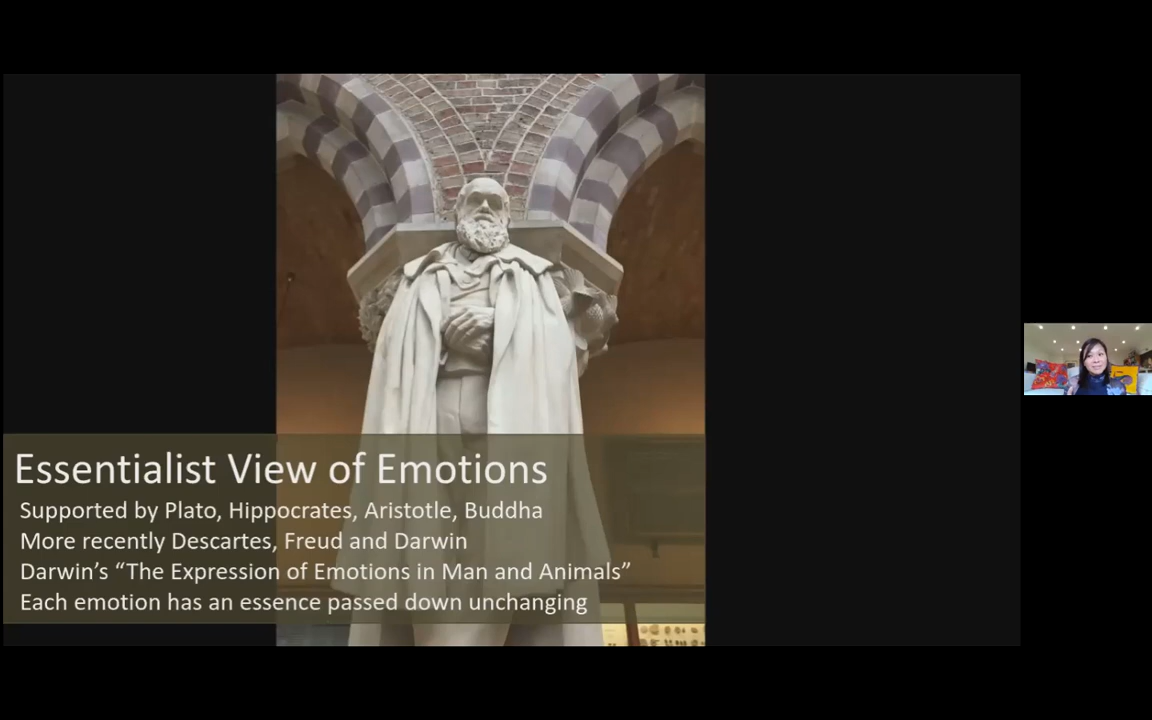 Essentialist View of Emotions
Supported by Plato, Hippocrates, Aristotle, Buddha
More recently Descartes, Freud and Darwin
Darwin’s “The Expression of Emotions in Man and Animals”
Each emotion has an essence passed down unchanging